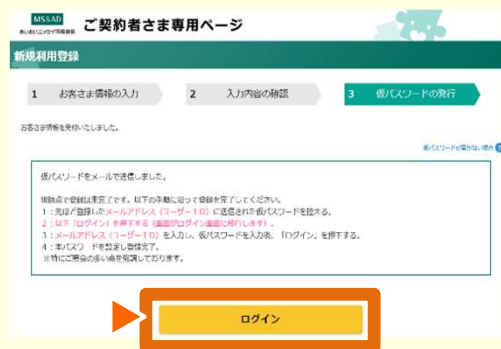 MS&AD
あいおいニッセイ同和損保
ご契約者さま専用ページ
新規利用登録
1 お客さま情報の入力
2 入力内容の確認
3 仮パスワードの発行
お客さま情報を受付いたしました。
仮パスワードが届かない場合
仮パスワードをメールで送信しました。
現時点で登録は未完了です。以下の手順に沿って登録を完了してください。
1：先ほど登録したメールアドレス（ユーザーID）に送信された仮パスワードを控える。
2：以下「ログイン」を押下する（画面がログイン画面に移行します）。
3：メールアドレス（ユーザーID）を入力し、仮パスワードを入力後、「ログイン」を押下する。
4：本パスワードを設定し登録完了。
※特にご照会の多い点を強調しております。
ログイン